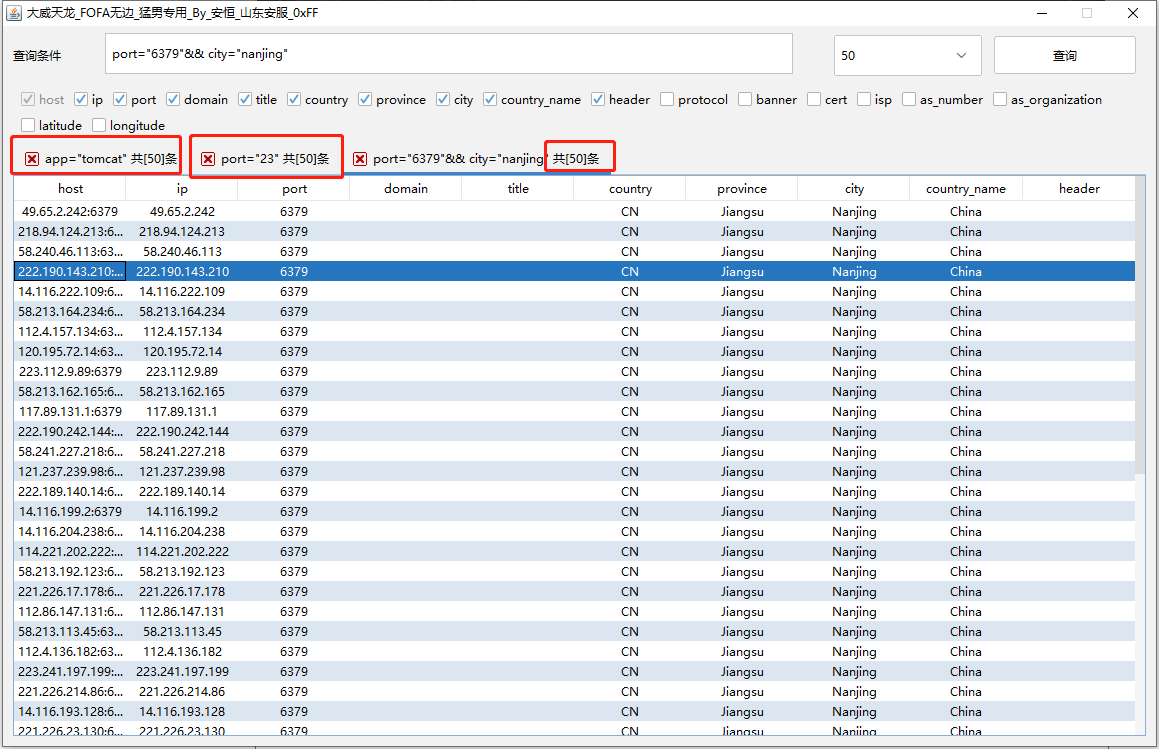 大威天龙_FOFA无边_猛男专用_By_安恒_山东安服_0xFF
查询条件 port="6379"&& city="nanjing" 50 查询
host ip port domain title country province city country_name header protocol banner cert isp as_number as_organization
latitude longitude
app="tomcat" 共[50]条 port="23" 共[50]条 port="6379"&& city="nanjing" 共[50]条
host ip port domain title country province city country_name header
49.65.2.242:6379 49.65.2.242 6379 CN Jiangsu Nanjing China
218.94.124.213:6... 218.94.124.213 6379 CN Jiangsu Nanjing China
58.240.46.113:63... 58.240.46.113 6379 CN Jiangsu Nanjing China
222.190.143.210:... 222.190.143.210 6379 CN Jiangsu Nanjing China
14.116.222.109:6... 14.116.222.109 6379 CN Jiangsu Nanjing China
58.213.164.234:6... 58.213.164.234 6379 CN Jiangsu Nanjing China
112.4.157.134:63... 112.4.157.134 6379 CN Jiangsu Nanjing China
120.195.72.14:63... 120.195.72.14 6379 CN Jiangsu Nanjing China
223.112.9.89:6379 223.112.9.89 6379 CN Jiangsu Nanjing China
58.213.162.165:6... 58.213.162.165 6379 CN Jiangsu Nanjing China
117.89.131.1:6379 117.89.131.1 6379 CN Jiangsu Nanjing China
222.190.242.144:... 222.190.242.144 6379 CN Jiangsu Nanjing China
58.241.227.218:6... 58.241.227.218 6379 CN Jiangsu Nanjing China
121.237.239.98:6... 121.237.239.98 6379 CN Jiangsu Nanjing China
222.189.140.14:6... 222.189.140.14 6379 CN Jiangsu Nanjing China
14.116.199.2:6379 14.116.199.2 6379 CN Jiangsu Nanjing China
14.116.204.238:6... 14.116.204.238 6379 CN Jiangsu Nanjing China
114.221.202.222:... 114.221.202.222 6379 CN Jiangsu Nanjing China
58.213.192.123:6... 58.213.192.123 6379 CN Jiangsu Nanjing China
221.226.17.178:6... 221.226.17.178 6379 CN Jiangsu Nanjing China
112.86.147.131:6... 112.86.147.131 6379 CN Jiangsu Nanjing China
58.213.113.45:63... 58.213.113.45 6379 CN Jiangsu Nanjing China
112.4.136.182:63... 112.4.136.182 6379 CN Jiangsu Nanjing China
223.241.197.199:... 223.241.197.199 6379 CN Jiangsu Nanjing China
221.226.214.86:6... 221.226.214.86 6379 CN Jiangsu Nanjing China
14.116.193.128:6... 14.116.193.128 6379 CN Jiangsu Nanjing China
221.226.23.130:6... 221.226.23.130 6379 CN Jiangsu Nanjing China